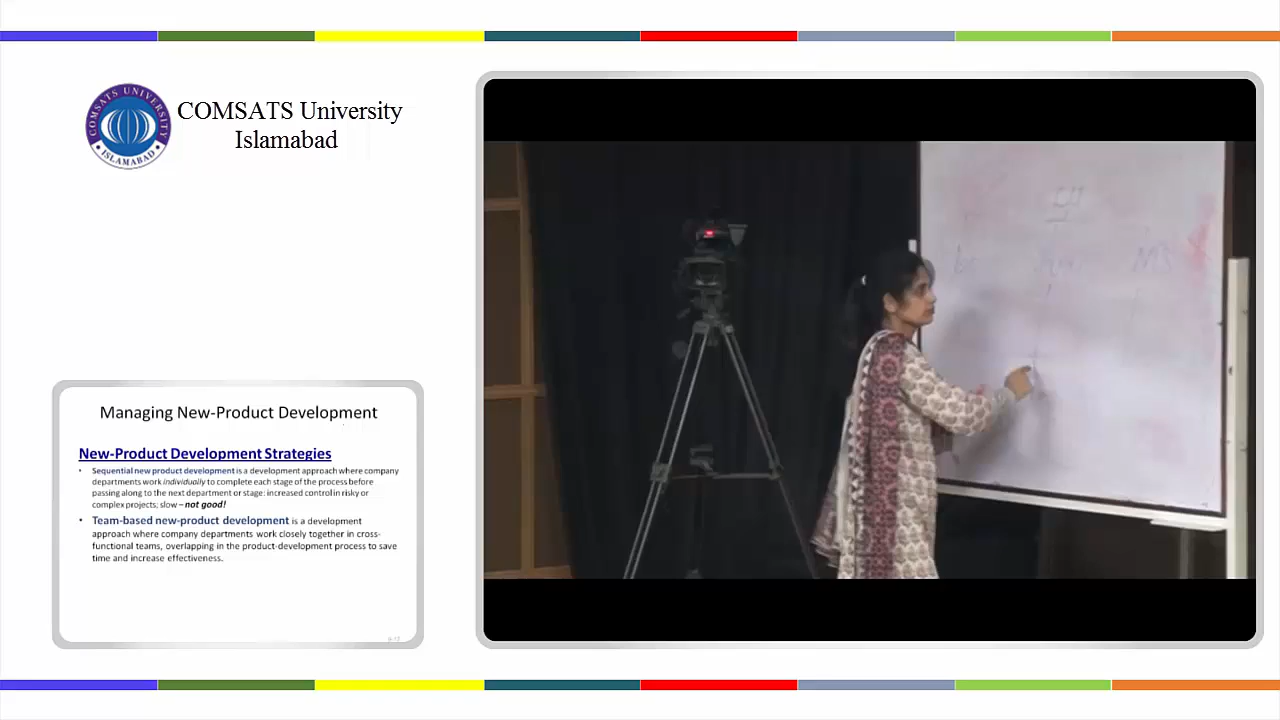 COMSATS UNIVERSITY
ISLAMABAD
COMSATS University
Islamabad
Managing New-Product Development
New-Product Development Strategies
• Sequential new product development is a development approach where company
departments work individually to complete each stage of the process before
passing along to the next department or stage: increased control in risky or
complex projects; slow – not good!
• Team-based new-product development is a development
approach where company departments work closely together in cross-
functional teams, overlapping in the product-development process to save
time and increase effectiveness.
MS